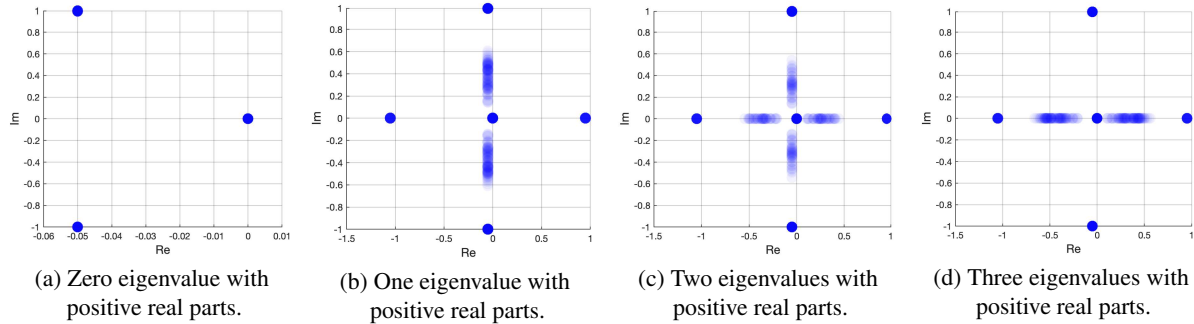 1
0.8
0.6
0.4
0.2
0
-0.2
-0.4
-0.6
-0.8
-1
Im
-0.06 -0.05 -0.04 -0.03 -0.02 -0.01 0 0.01
Re
(a) Zero eigenvalue with
positive real parts.
1
0.8
0.6
0.4
0.2
0
-0.2
-0.4
-0.6
-0.8
-1
Im
-1.5 -1 -0.5 0 0.5 1
Re
(b) One eigenvalue with
positive real parts.
1
0.8
0.6
0.4
0.2
0
-0.2
-0.4
-0.6
-0.8
-1
Im
-1.5 -1 -0.5 0 0.5 1
Re
(c) Two eigenvalues with
positive real parts.
1
0.8
0.6
0.4
0.2
0
-0.2
-0.4
-0.6
-0.8
-1
Im
-1.5 -1 -0.5 0 0.5 1
Re
(d) Three eigenvalues with
positive real parts.